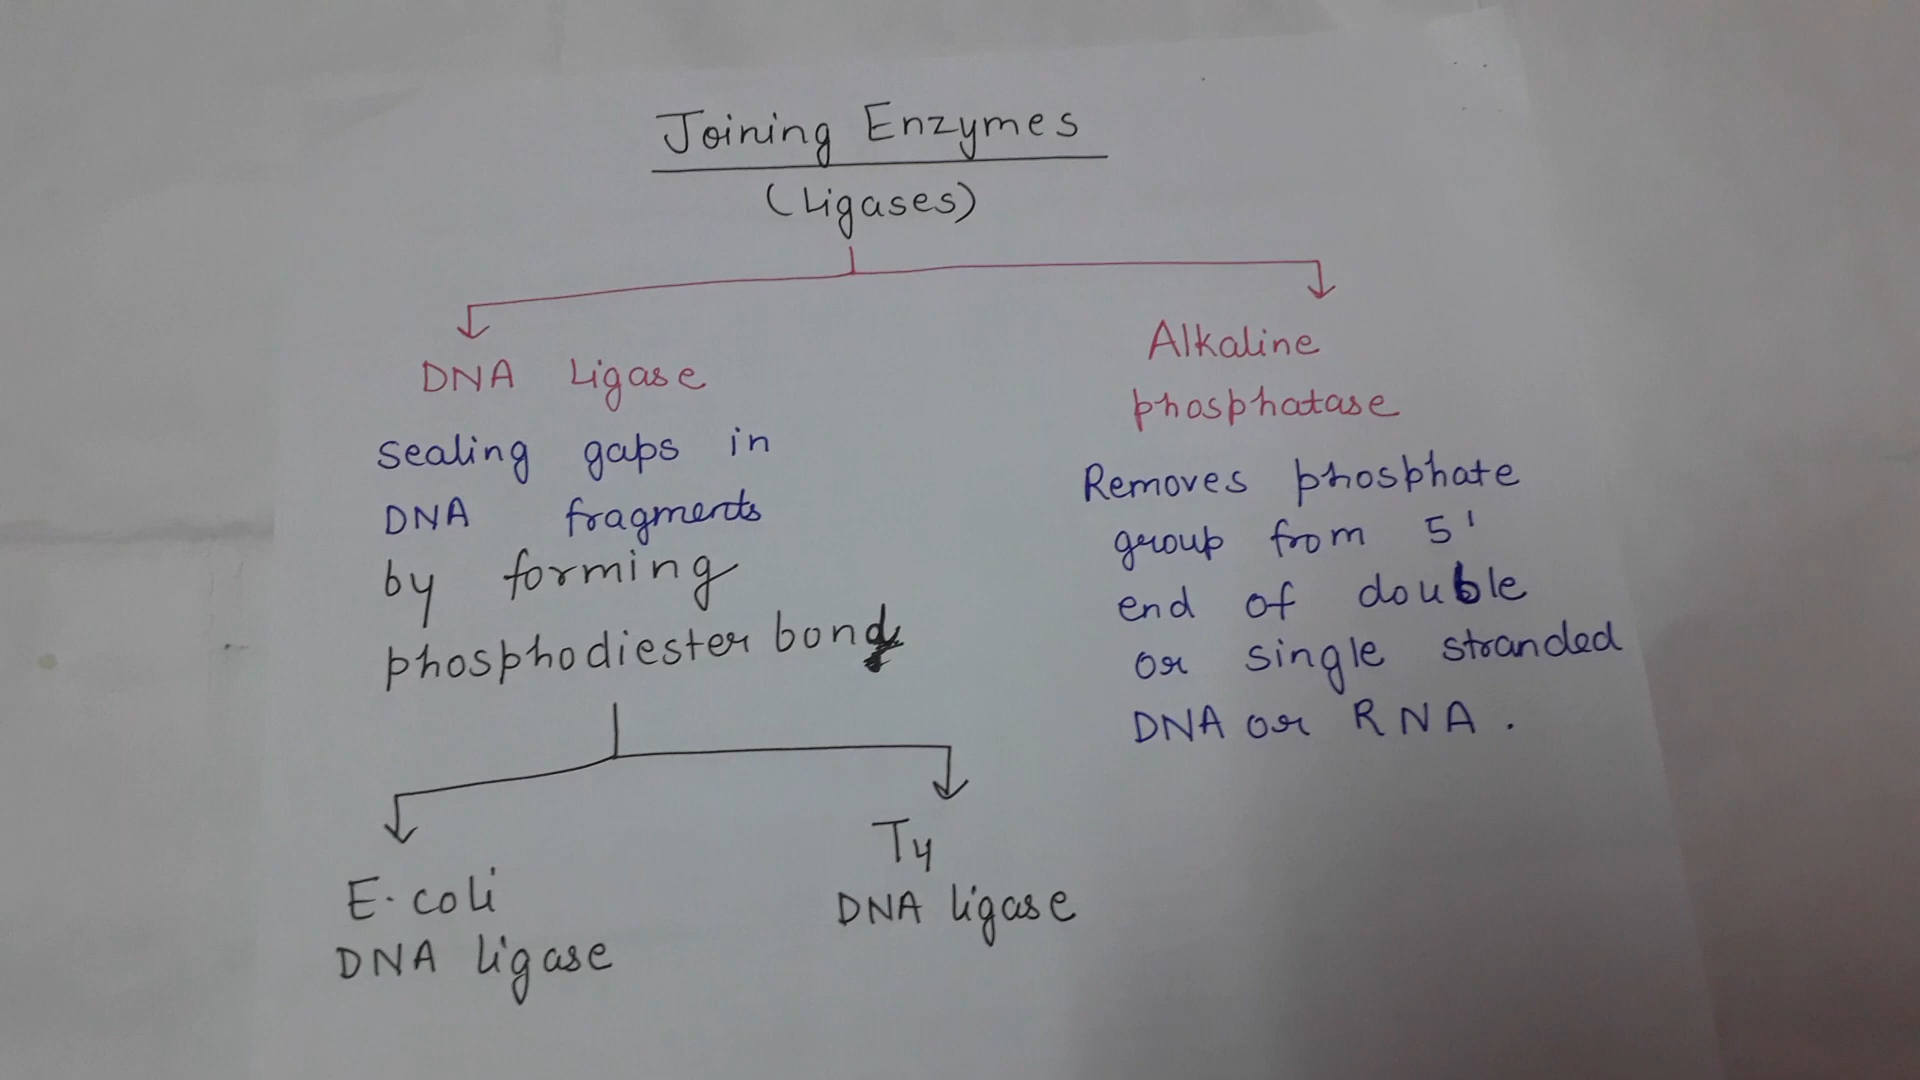 Joining Enzymes
(Ligases)
DNA Ligase
sealing gaps in
DNA fragments
by forming
phosphodiester bond
E. coli
DNA ligase
T4
DNA ligase
Alkaline
phosphatase
Removes phosphate
group from 5'
end of double
or single stranded
DNA or RNA.